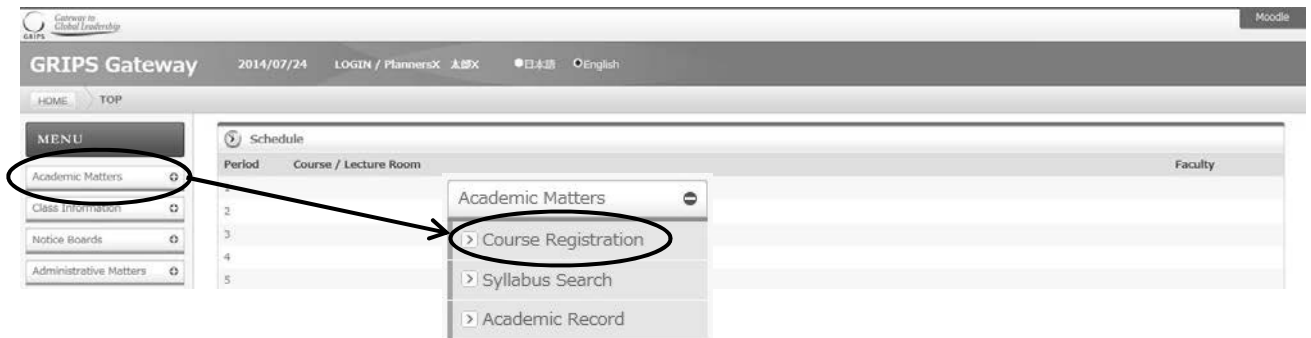 Gateway to
Global Leadership
GRIPS
Moodle
GRIPS Gateway 2014/07/24 LOGIN / PlannersX 太郎X 日本語 English
HOME TOP
MENU
Schedule
Period Course / Lecture Room Faculty
Academic Matters
1
Class Information
2
Notice Boards
3
4
Administrative Matters
5
Academic Matters
Course Registration
Syllabus Search
Academic Record